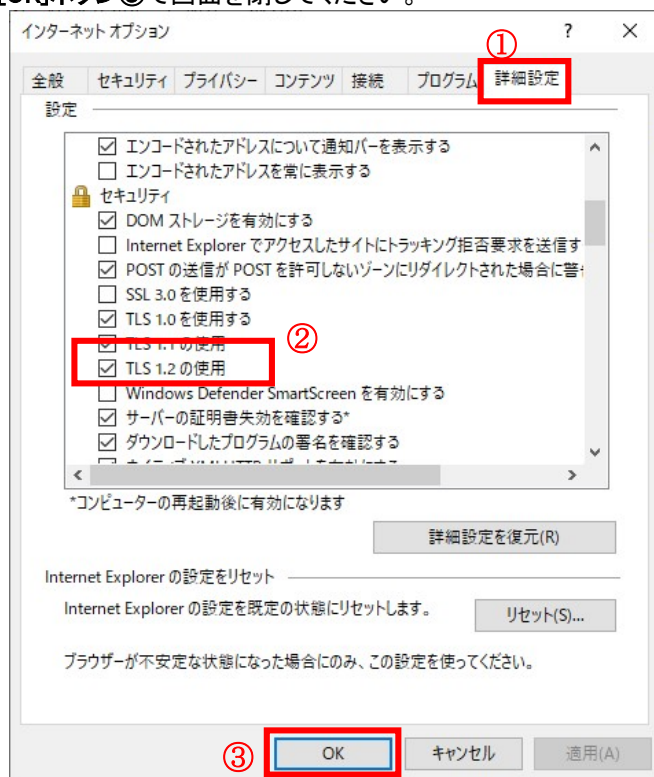 [OK]ボタン③で画面を閉じてください。
インターネット オプション ? ×
①
全般 セキュリティ プライバシー コンテンツ 接続 プログラム 詳細設定
設定
エンコードされたアドレスについて通知バーを表示する
エンコードされたアドレスを常に表示する
セキュリティ
DOM ストレージを有効にする
Internet Explorer でアクセスしたサイトにトラッキング拒否要求を送信す
POST の送信が POST を許可しないゾーンにリダイレクトされた場合に警
SSL 3.0 を使用する
TLS 1.0 を使用する
TLS 1.1 の使用
②
TLS 1.2 の使用
Windows Defender SmartScreen を有効にする
サーバーの証明書失効を確認する*
ダウンロードしたプログラムの署名を確認する
*コンピューターの再起動後に有効になります
詳細設定を復元(R)
Internet Explorer の設定をリセット
Internet Explorer の設定を既定の状態にリセットします。 リセット(S)...
ブラウザーが不安定な状態になった場合にのみ、この設定を使ってください。
③ OK キャンセル 適用(A)